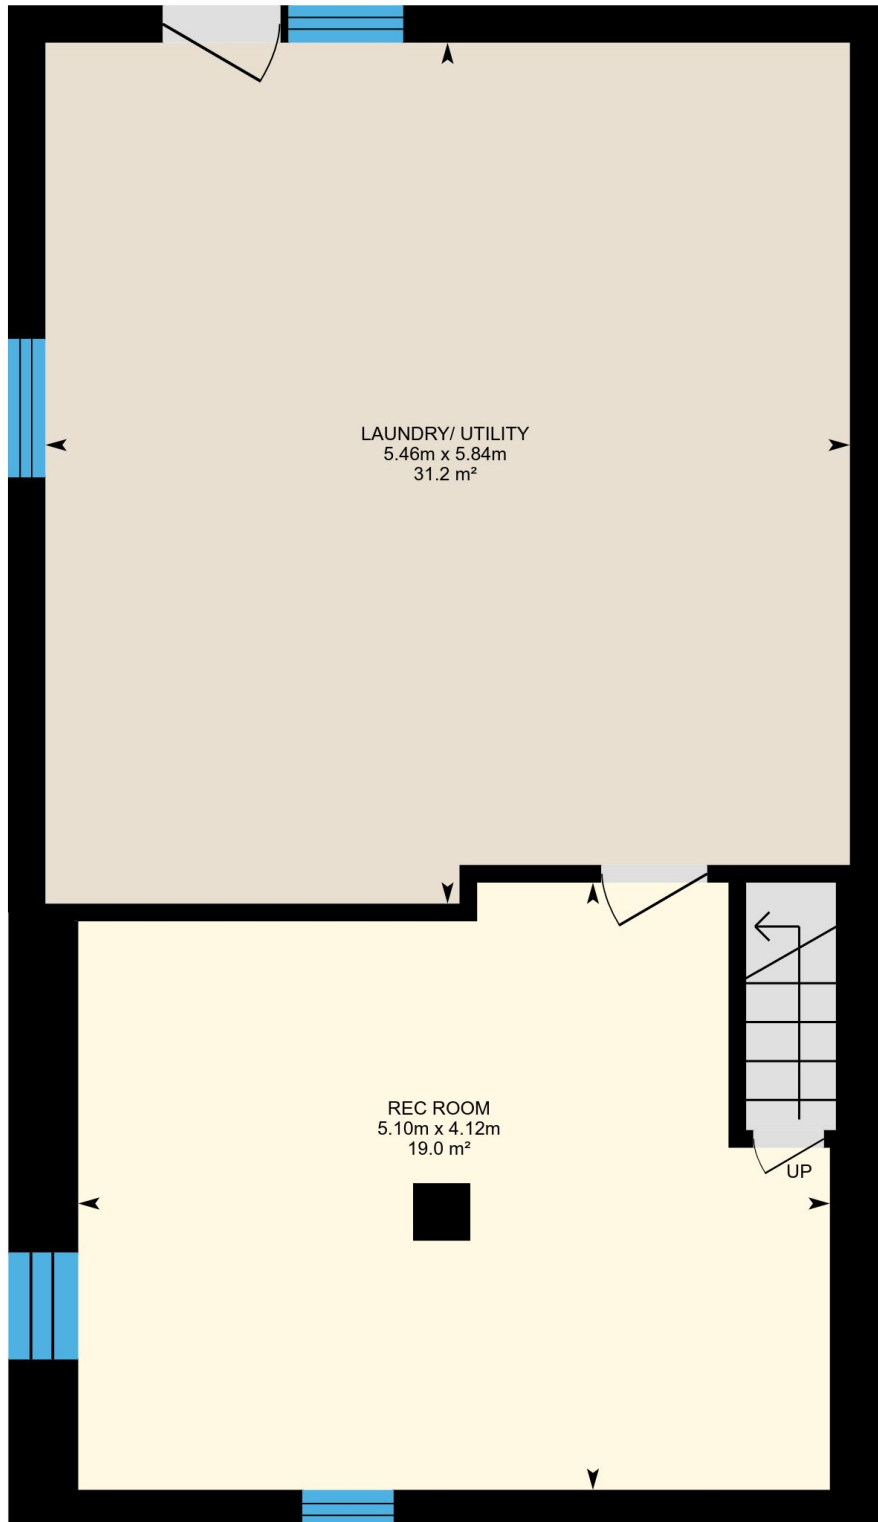 LAUNDRY/ UTILITY
5.46m x 5.84m
31.2 m²
REC ROOM
5.10m x 4.12m
19.0 m²
UP